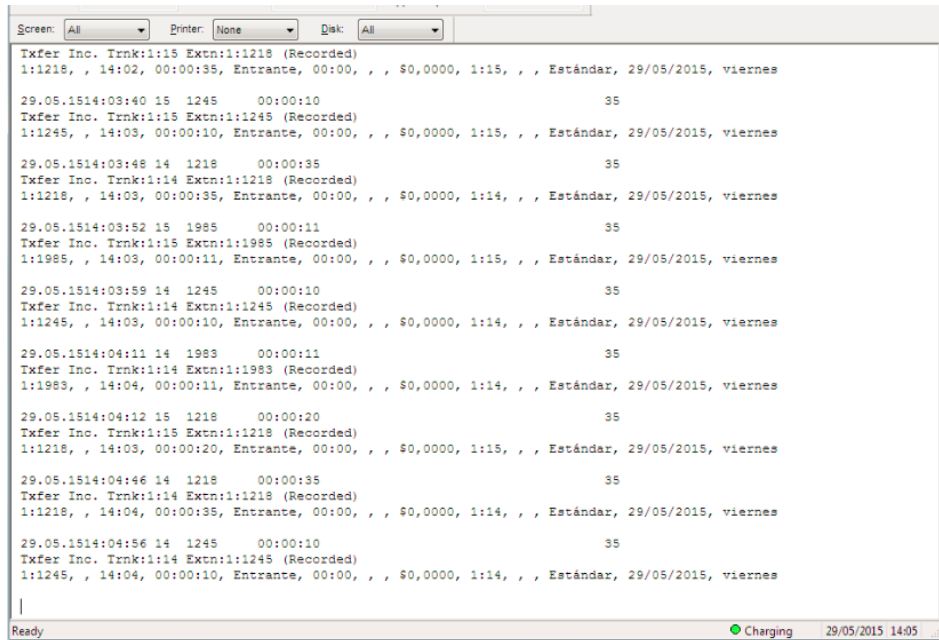 Screen: All Printer: None Disk: All
Txfer Inc. Trnk:1:15 Extn:1:1218 (Recorded)
1:1218, , 14:02, 00:00:35, Entrante, 00:00, , , $0,0000, 1:15, , , Estándar, 29/05/2015, viernes
29.05.1514:03:40 15 1245 00:00:10 35
Txfer Inc. Trnk:1:15 Extn:1:1245 (Recorded)
1:1245, , 14:03, 00:00:10, Entrante, 00:00, , , $0,0000, 1:15, , , Estándar, 29/05/2015, viernes
29.05.1514:03:48 14 1218 00:00:35 35
Txfer Inc. Trnk:1:14 Extn:1:1218 (Recorded)
1:1218, , 14:03, 00:00:35, Entrante, 00:00, , , $0,0000, 1:14, , , Estándar, 29/05/2015, viernes
29.05.1514:03:52 15 1985 00:00:11 35
Txfer Inc. Trnk:1:15 Extn:1:1985 (Recorded)
1:1985, , 14:03, 00:00:11, Entrante, 00:00, , , $0,0000, 1:15, , , Estándar, 29/05/2015, viernes
29.05.1514:03:59 14 1245 00:00:10 35
Txfer Inc. Trnk:1:14 Extn:1:1245 (Recorded)
1:1245, , 14:03, 00:00:10, Entrante, 00:00, , , $0,0000, 1:14, , , Estándar, 29/05/2015, viernes
29.05.1514:04:11 14 1983 00:00:11 35
Txfer Inc. Trnk:1:14 Extn:1:1983 (Recorded)
1:1983, , 14:04, 00:00:11, Entrante, 00:00, , , $0,0000, 1:14, , , Estándar, 29/05/2015, viernes
29.05.1514:04:12 15 1218 00:00:20 35
Txfer Inc. Trnk:1:15 Extn:1:1218 (Recorded)
1:1218, , 14:03, 00:00:20, Entrante, 00:00, , , $0,0000, 1:15, , , Estándar, 29/05/2015, viernes
29.05.1514:04:46 14 1218 00:00:35 35
Txfer Inc. Trnk:1:14 Extn:1:1218 (Recorded)
1:1218, , 14:04, 00:00:35, Entrante, 00:00, , , $0,0000, 1:14, , , Estándar, 29/05/2015, viernes
29.05.1514:04:56 14 1245 00:00:10 35
Txfer Inc. Trnk:1:14 Extn:1:1245 (Recorded)
1:1245, , 14:04, 00:00:10, Entrante, 00:00, , , $0,0000, 1:14, , , Estándar, 29/05/2015, viernes
Ready Charging 29/05/2015 14:05